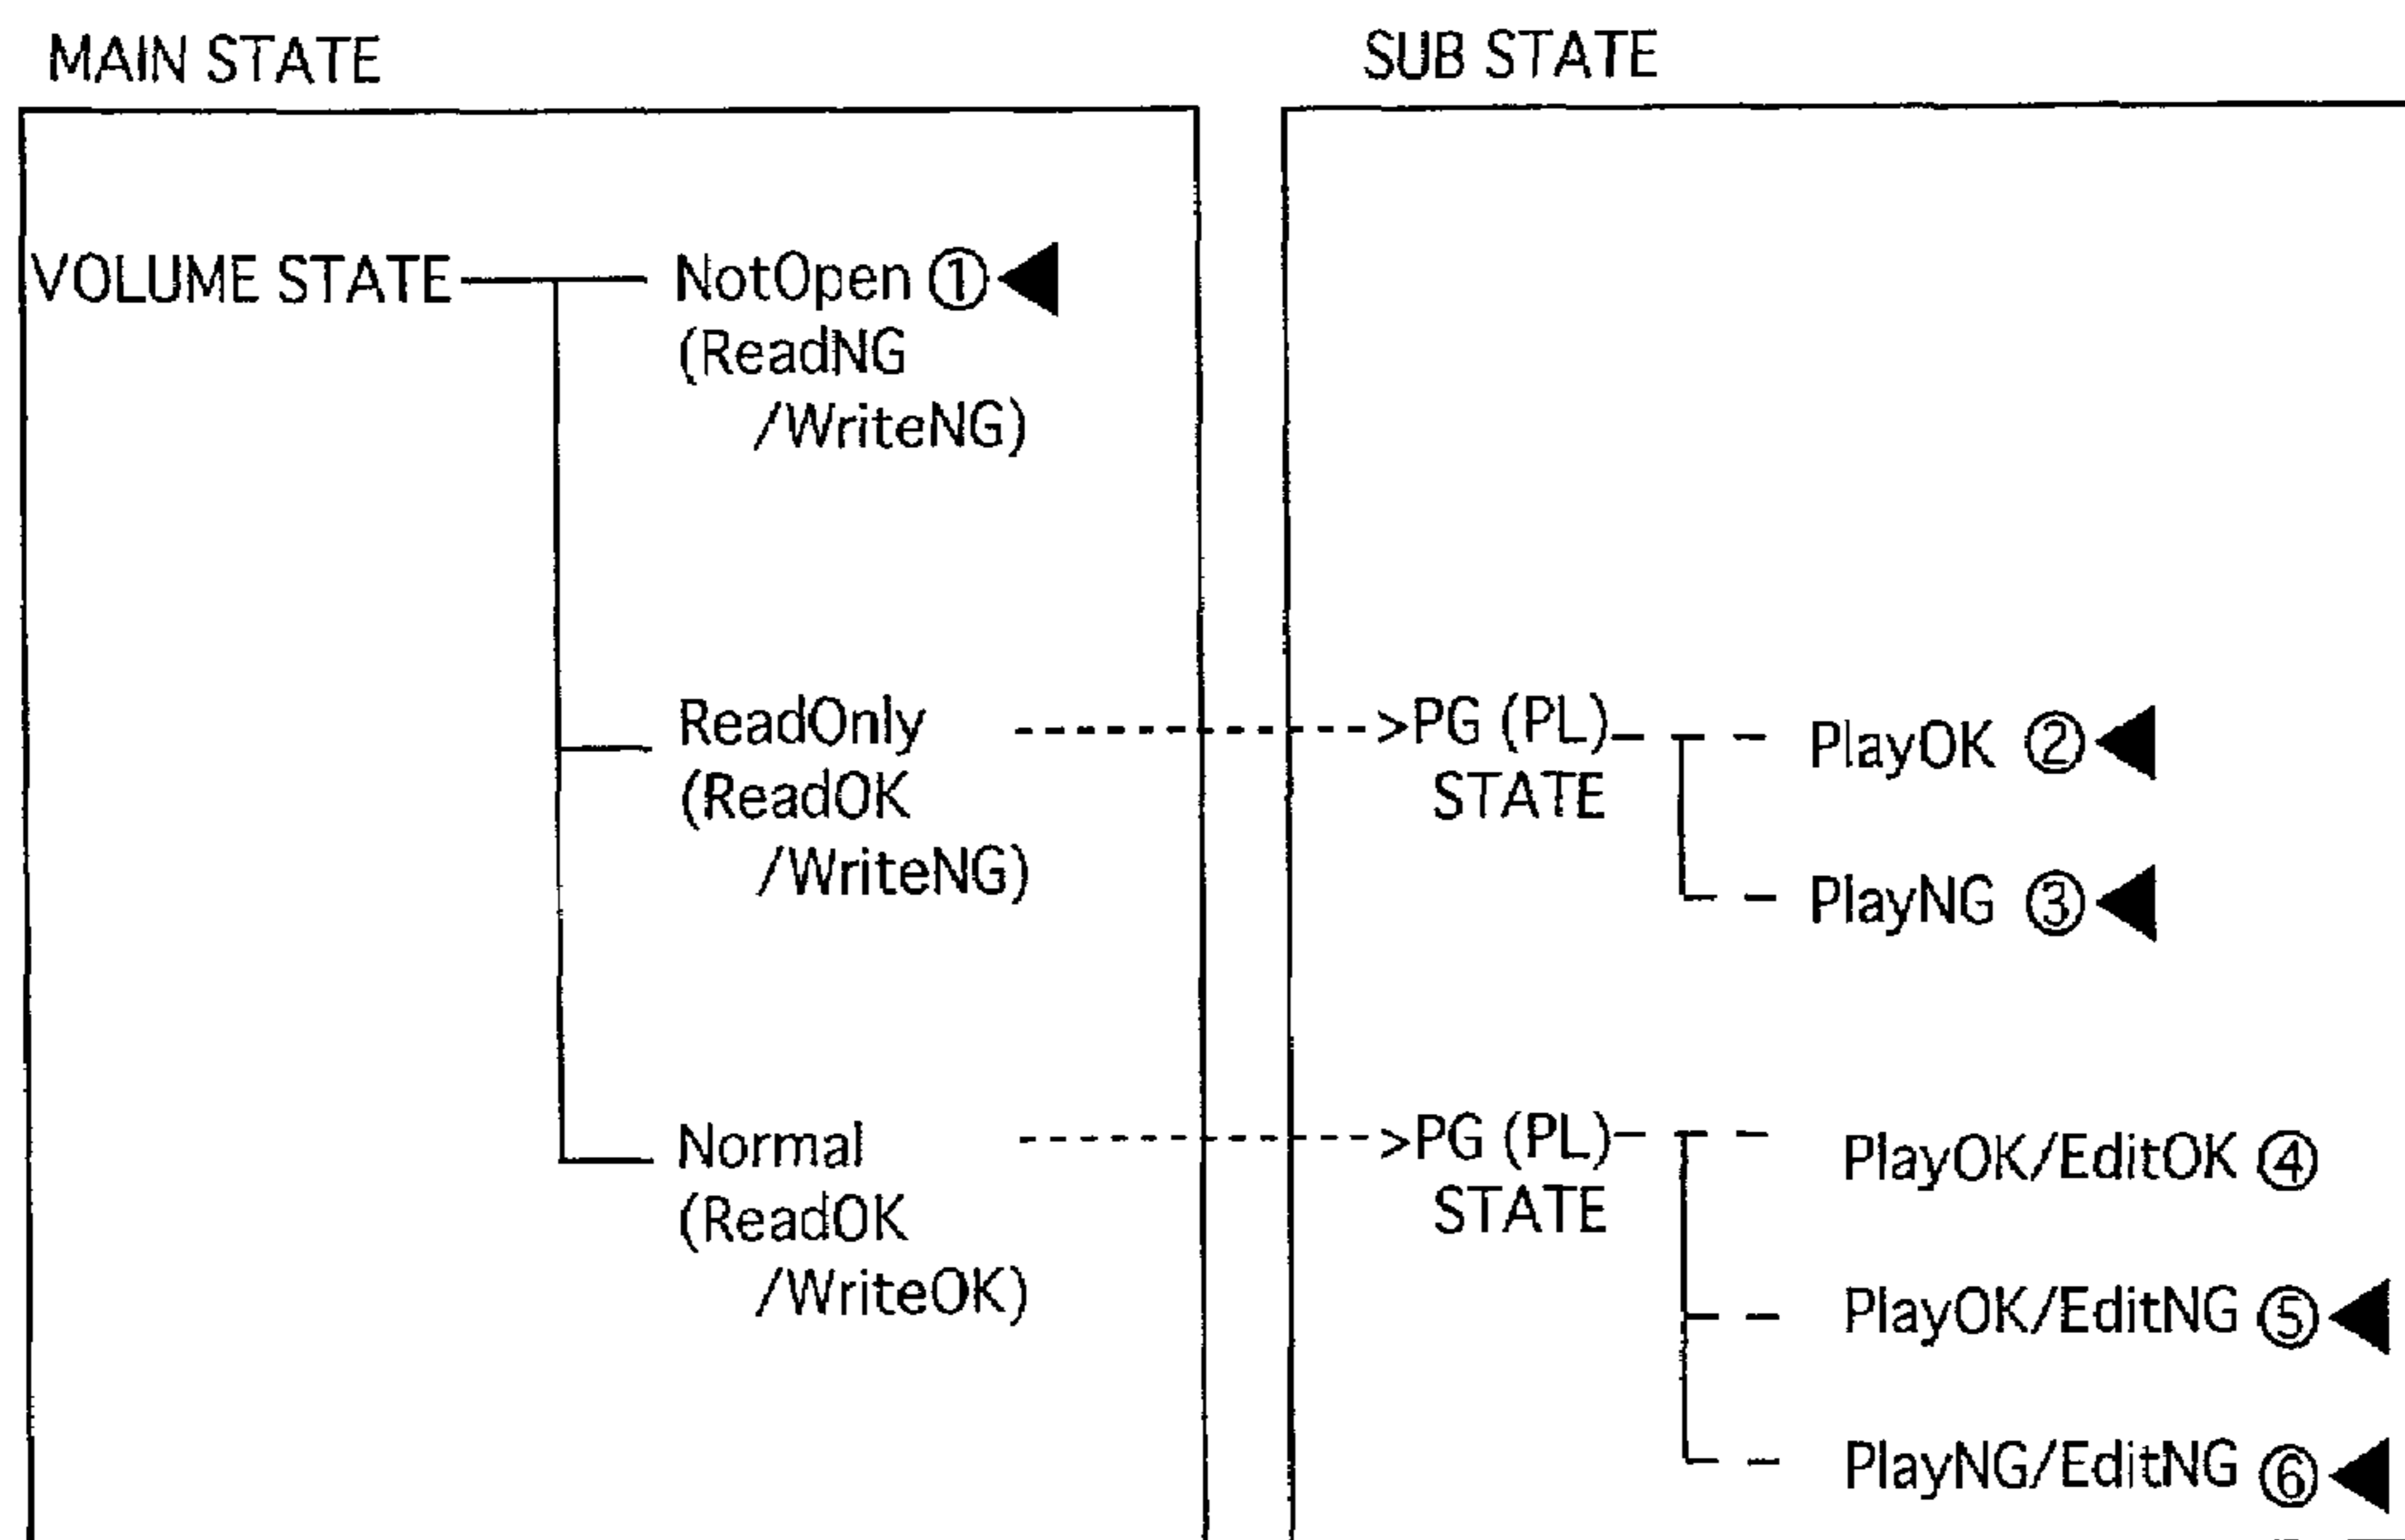 MAIN STATE
SUB STATE
VOLUME STATE
NotOpen ①◀
(ReadNG
/WriteNG)
ReadOnly
(ReadOK
/WriteNG)
>PG (PL)
STATE
PlayOK ②◀
PlayNG ③◀
Normal
(ReadOK
/WriteOK)
>PG (PL)
STATE
PlayOK/EditOK ④
PlayOK/EditNG ⑤◀
PlayNG/EditNG ⑥◀